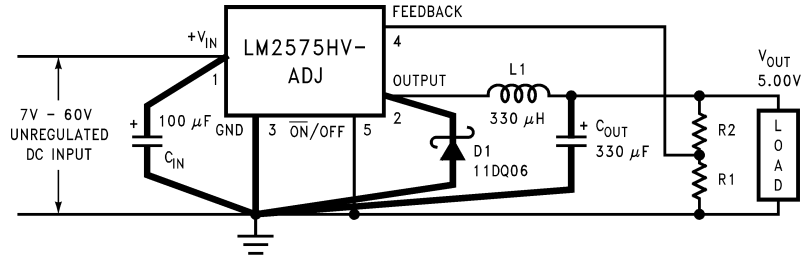 FEEDBACK
+VIN
LM2575HV-
ADJ
4
1
OUTPUT
L1
VOUT
5.00V
7V - 60V
UNREGULATED
DC INPUT
+
100 μF
CIN
GND
3
ON/OFF
5
2
330 μH
D1
11DQ06
+
COUT
330 μF
R2
R1
LOAD